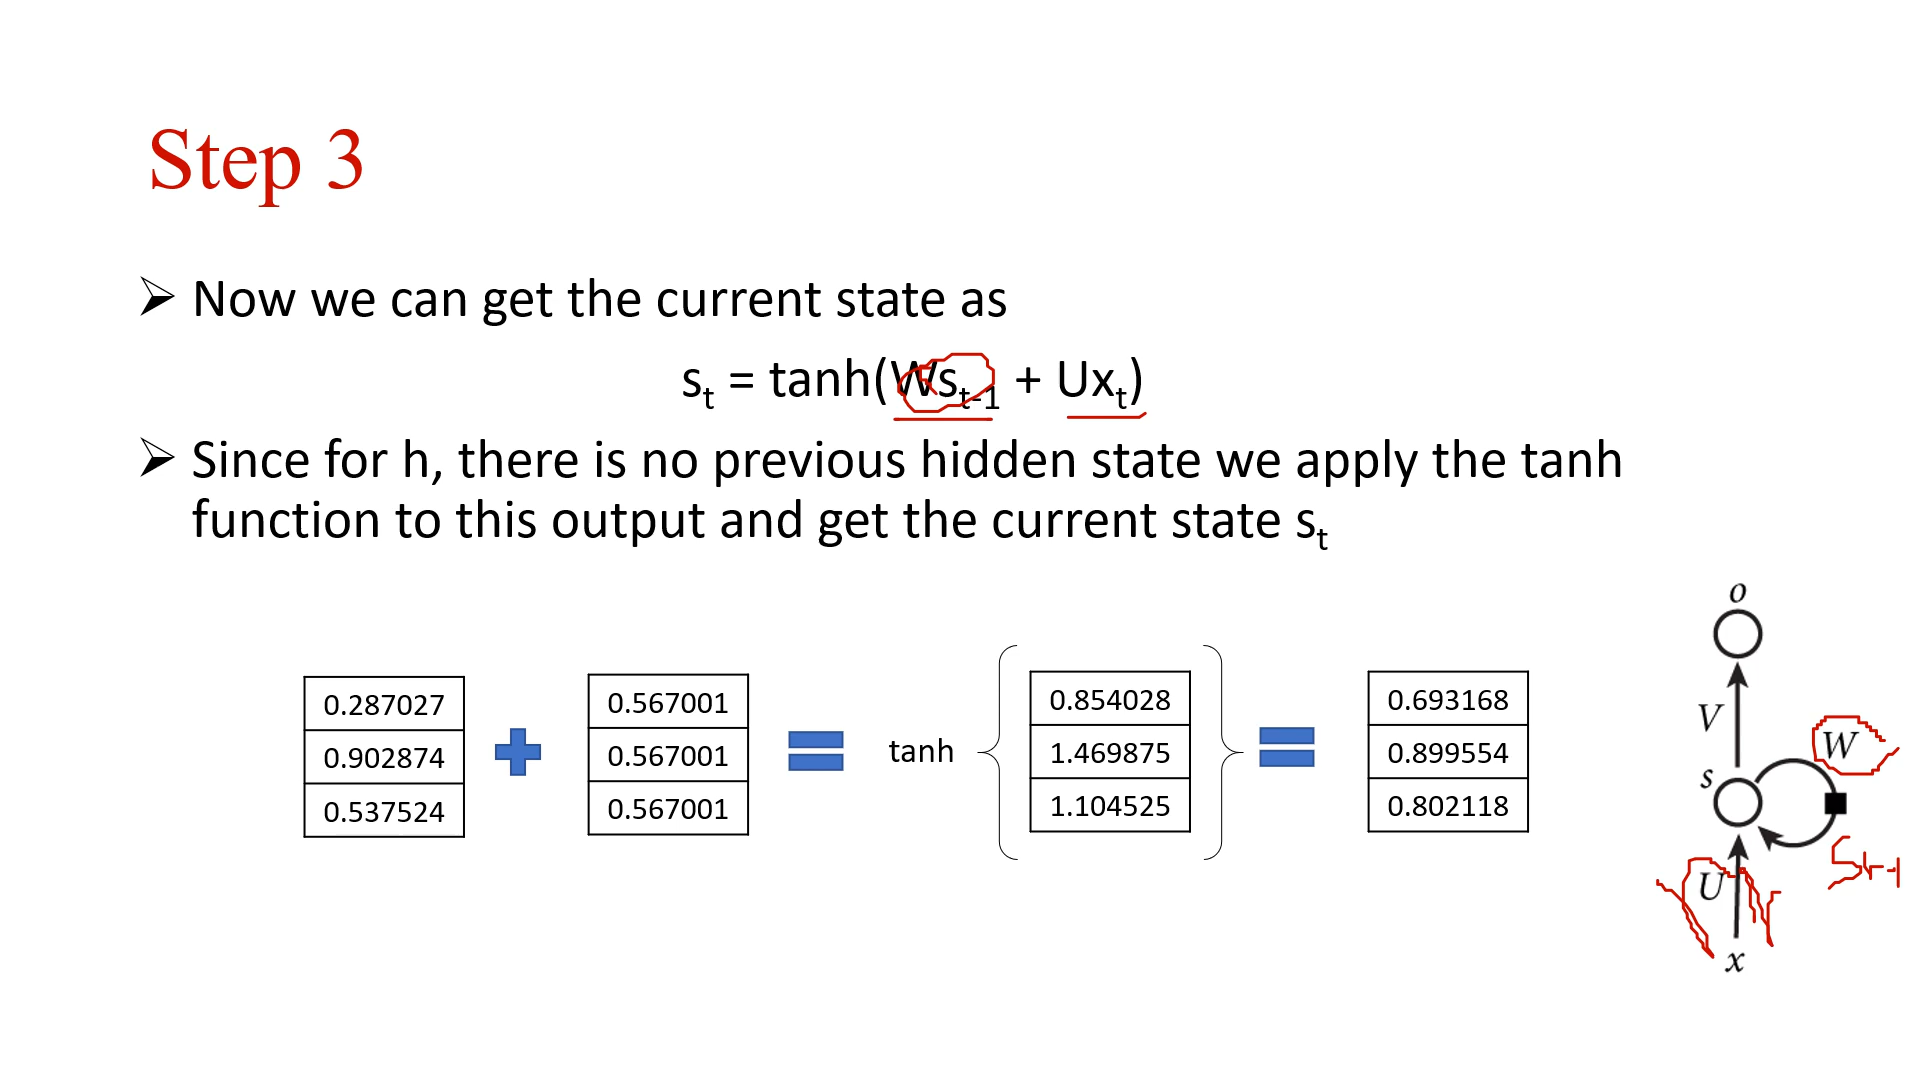 Step 3
➢ Now we can get the current state as
sₜ = tanh(Wsₜ₋₁ + Uxₜ)
➢ Since for h, there is no previous hidden state we apply the tanh
function to this output and get the current state sₜ
0.287027 0.567001 0.854028 0.693168
0.902874 + 0.567001 = tanh { 1.469875 } = 0.899554
0.537524 0.567001 1.104525 0.802118
o
V
W
s
St-1
U
x